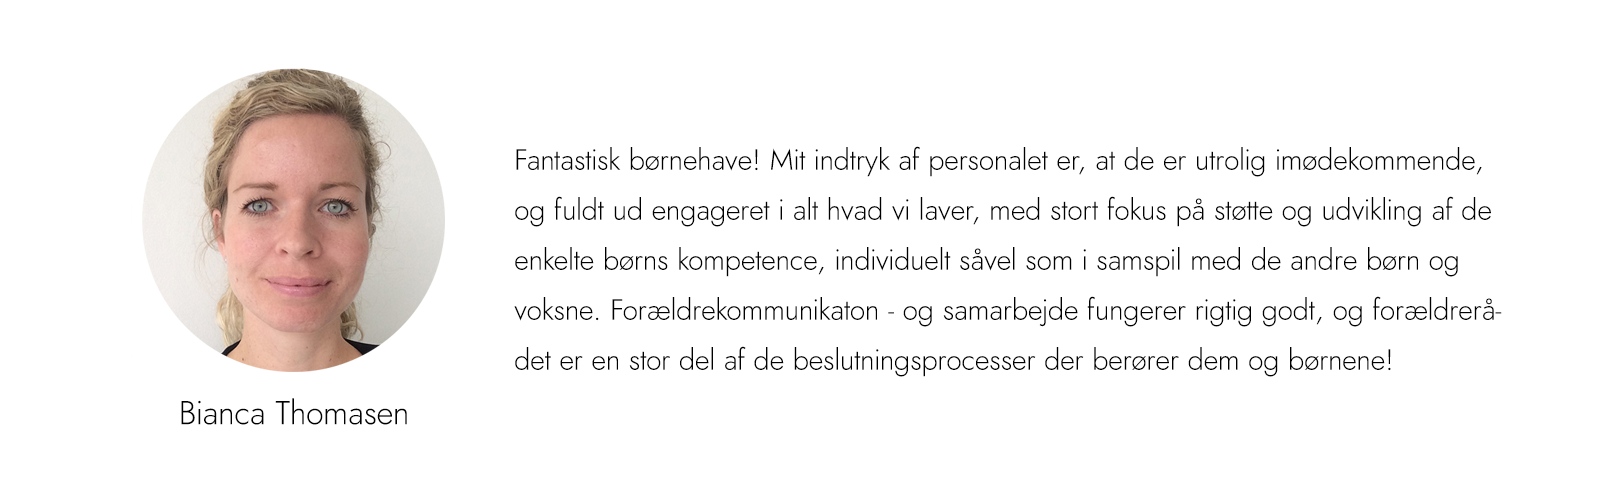 Fantastisk børnehave! Mit indtryk af personalet er, at de er utrolig imødekommende,
og fuldt ud engageret i alt hvad vi laver, med stort fokus på støtte og udvikling af de
enkelte børns kompetence, individuelt såvel som i samspil med de andre børn og
voksne. Forældrekommunikaton - og samarbejde fungerer rigtig godt, og forældrerå-
det er en stor del af de beslutningsprocesser der berører dem og børnene!
Bianca Thomasen